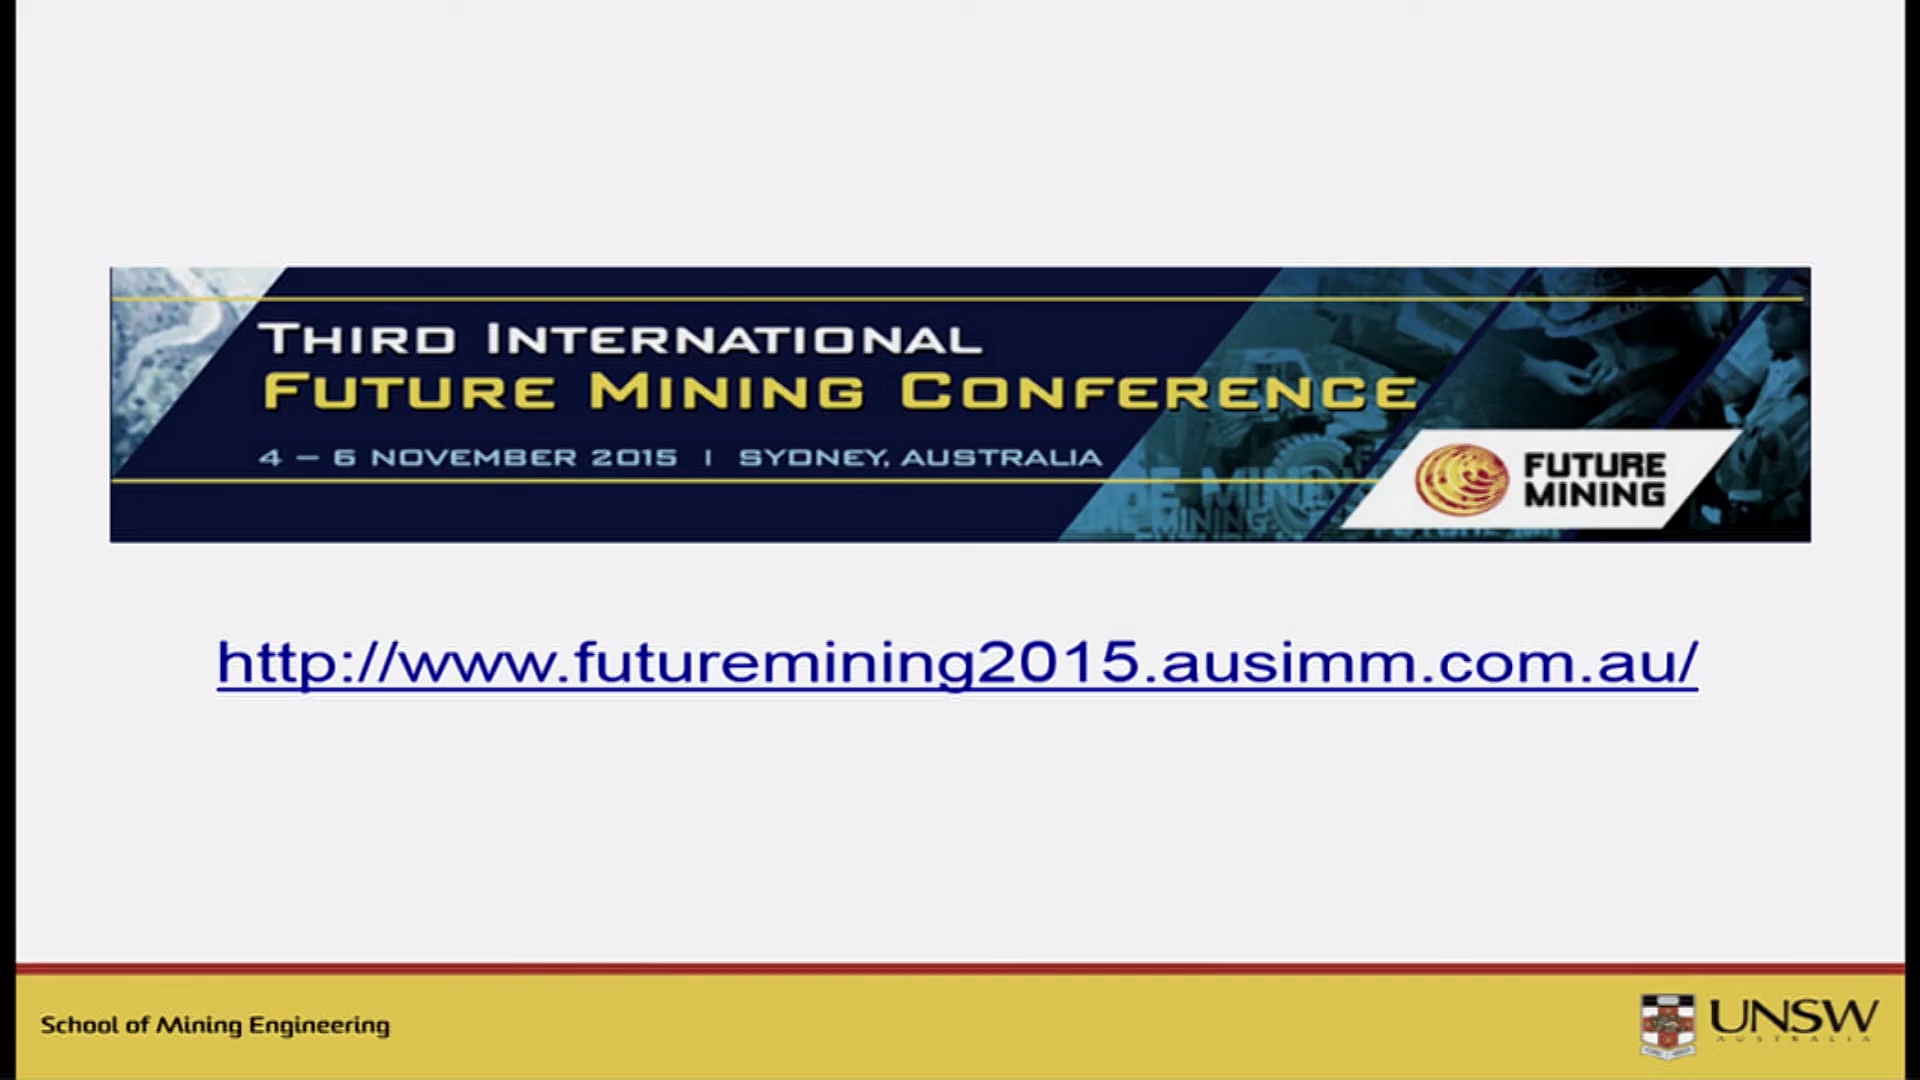 THIRD INTERNATIONAL
FUTURE MINING CONFERENCE
4 – 6 NOVEMBER 2015 | SYDNEY, AUSTRALIA
FUTURE
MINING
http://www.futuremining2015.ausimm.com.au/
School of Mining Engineering
UNSW
AUSTRALIA